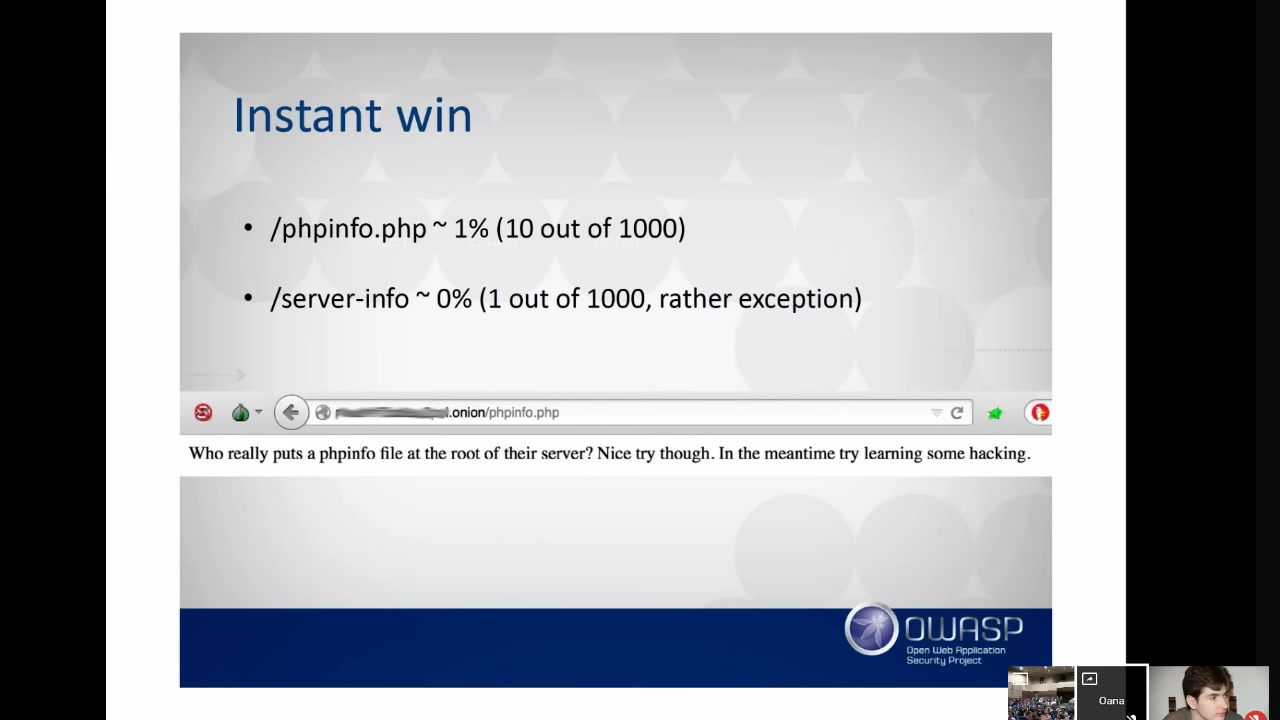 Instant win
• /phpinfo.php ~ 1% (10 out of 1000)
• /server-info ~ 0% (1 out of 1000, rather exception)
.onion/phpinfo.php
Who really puts a phpinfo file at the root of their server? Nice try though. In the meantime try learning some hacking.
OWASP
Open Web Application
Security Project
Oana